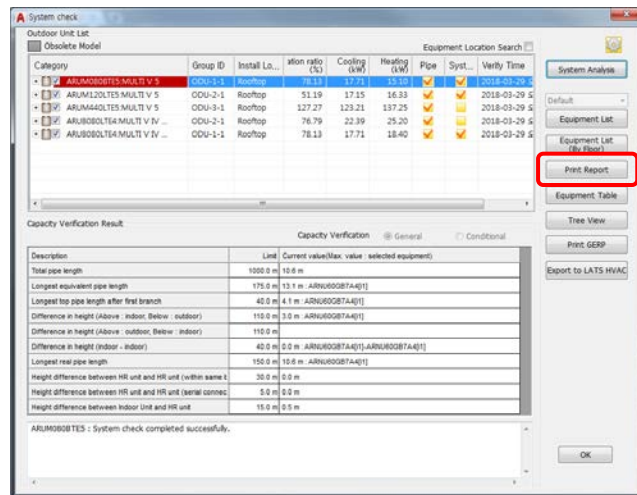 System check
Outdoor Unit List
Obsolete Model
Equipment Location Search
Category Group ID Install Lo... ation ratio (%) Cooling (kW) Heating (kW) Pipe Syst... Verity Time
ARUM080BTE5:MULTI V 5 ODU-1-1 Rooftop 78.13 17.71 15.10 2018-03-29
ARUM120LTE5:MULTI V 5 ODU-2-1 Rooftop 51.19 17.15 16.33 2018-03-29
ARUM440LTE5:MULTI V 5 ODU-3-1 Rooftop 127.27 123.21 137.25 2018-03-29
ARUB080LTE4:MULTI V IV ... ODU-2-1 Rooftop 76.79 22.39 25.20 2018-03-29
ARUB080LTE4:MULTI V IV ... ODU-1-1 Rooftop 78.13 17.71 18.40 2018-03-29
System Analysis
Default
Equipment List
Equipment List
(By Floor)
Print Report
Equipment Table
Tree View
Print GERP
Export to LATS HVAC
Capacity Verification Result
Capacity Verification General Conditional
Description Limit Current value(Max. value : selected equipment)
Total pipe length 1000.0 m 10.6 m
Longest equivalent pipe length 175.0 m 13.1 m : ARNU60GB7A4[I1]
Longest top pipe length after first branch 40.0 m 4.1 m : ARNU60GB7A4[I1]
Difference in height (Above : indoor, Below : outdoor) 110.0 m 3.0 m : ARNU60GB7A4[I1]
Difference in height (Above : outdoor, Below : indoor) 110.0 m
Difference in height (Indoor - indoor) 40.0 m 0.0 m : ARNU60GB7A4[I1]-ARNU60GB7A4[I1]
Longest real pipe length 150.0 m 10.6 m : ARNU60GB7A4[I1]
Height difference between HR unit and HR unit (within same b 30.0 m 0.0 m
Height difference between HR unit and HR unit (serial connec 5.0 m 0.0 m
Height difference between Indoor Unit and HR unit 15.0 m 0.5 m
ARUM080BTE5 : System check completed successfully.
OK